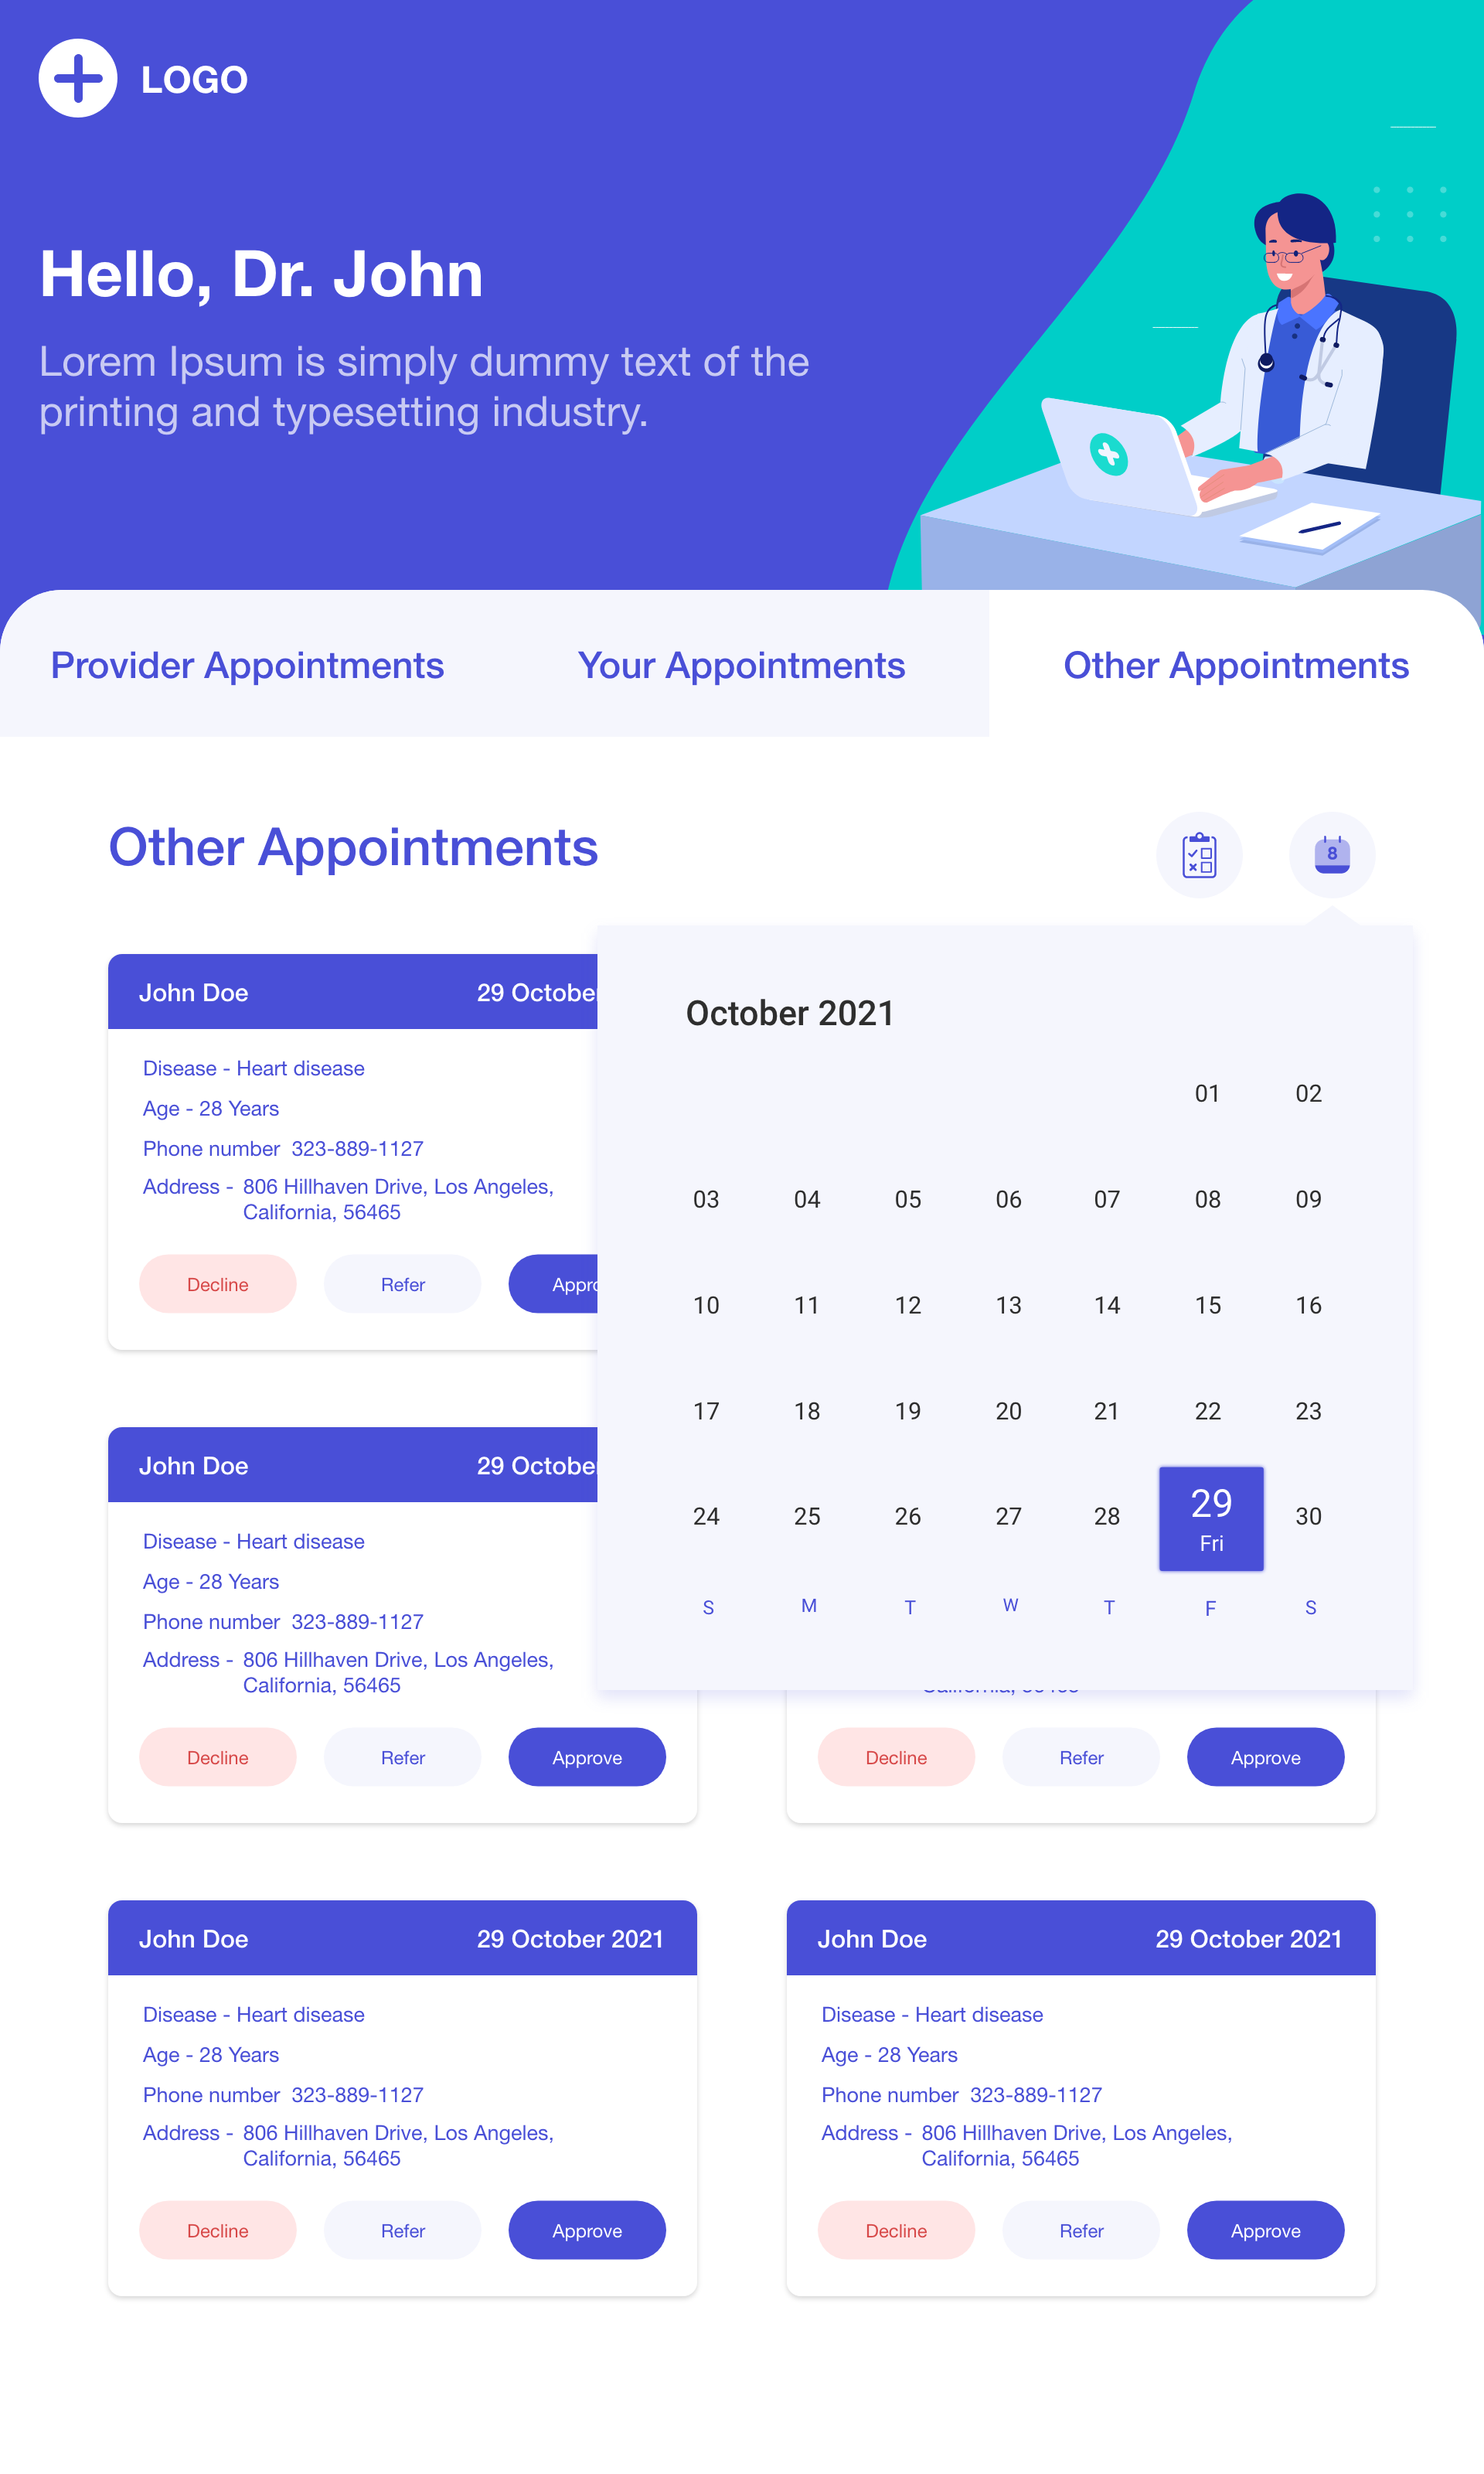 LOGO
Hello, Dr. John
Lorem Ipsum is simply dummy text of the
printing and typesetting industry.
Provider Appointments
Your Appointments
Other Appointments
Other Appointments
8
John Doe
29 October
Disease - Heart disease
Age - 28 Years
Phone number 323-889-1127
Address - 806 Hillhaven Drive, Los Angeles,
California, 56465
Decline
Refer
October 2021
01 02
03 04 05 06 07 08 09
10 11 12 13 14 15 16
17 18 19 20 21 22 23
24 25 26 27 28 29 30
Fri
S M T W T F S
John Doe
29 October
Disease - Heart disease
Age - 28 Years
Phone number 323-889-1127
Address - 806 Hillhaven Drive, Los Angeles,
California, 56465
Decline
Refer
Approve
Decline
Refer
Approve
John Doe
29 October 2021
Disease - Heart disease
Age - 28 Years
Phone number 323-889-1127
Address - 806 Hillhaven Drive, Los Angeles,
California, 56465
Decline
Refer
Approve
John Doe
29 October 2021
Disease - Heart disease
Age - 28 Years
Phone number 323-889-1127
Address - 806 Hillhaven Drive, Los Angeles,
California, 56465
Decline
Refer
Approve